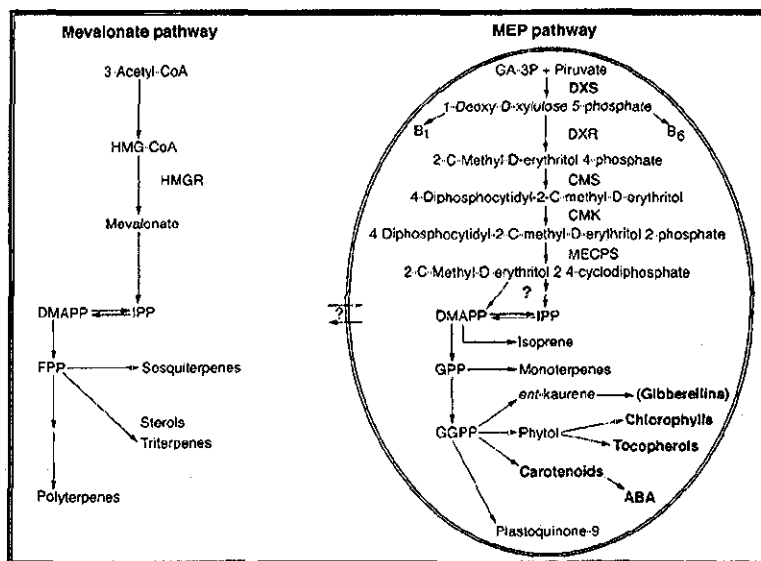 Mevalonate pathway
3-Acetyl-CoA
HMG-CoA
HMGR
Mevalonate
DMAPP IPP
FPP Sosquiterpenes
Sterols
Triterpenes
Polyterpenes
?
MEP pathway
GA-3P + Piruvate
DXS
1-Deoxy-D-xylulose 5-phosphate
B1 B6
DXR
2-C-Methyl D-erythritol 4-phosphate
CMS
4-Diphosphocytidyl-2-C-methyl-D-erythritol
CMK
4 Diphosphocytidyl-2-C-methyl-D-erythritol 2-phosphate
MECPS
2-C-Methyl-D erythritol 2 4-cyclodiphosphate
?
DMAPP IPP
Isoprene
GPP Monoterpenes
ent-kaurene (Gibberellina)
Chlorophylls
GGPP Phytol
Tocopherols
Carotenoids
ABA
Plastoquinone-9